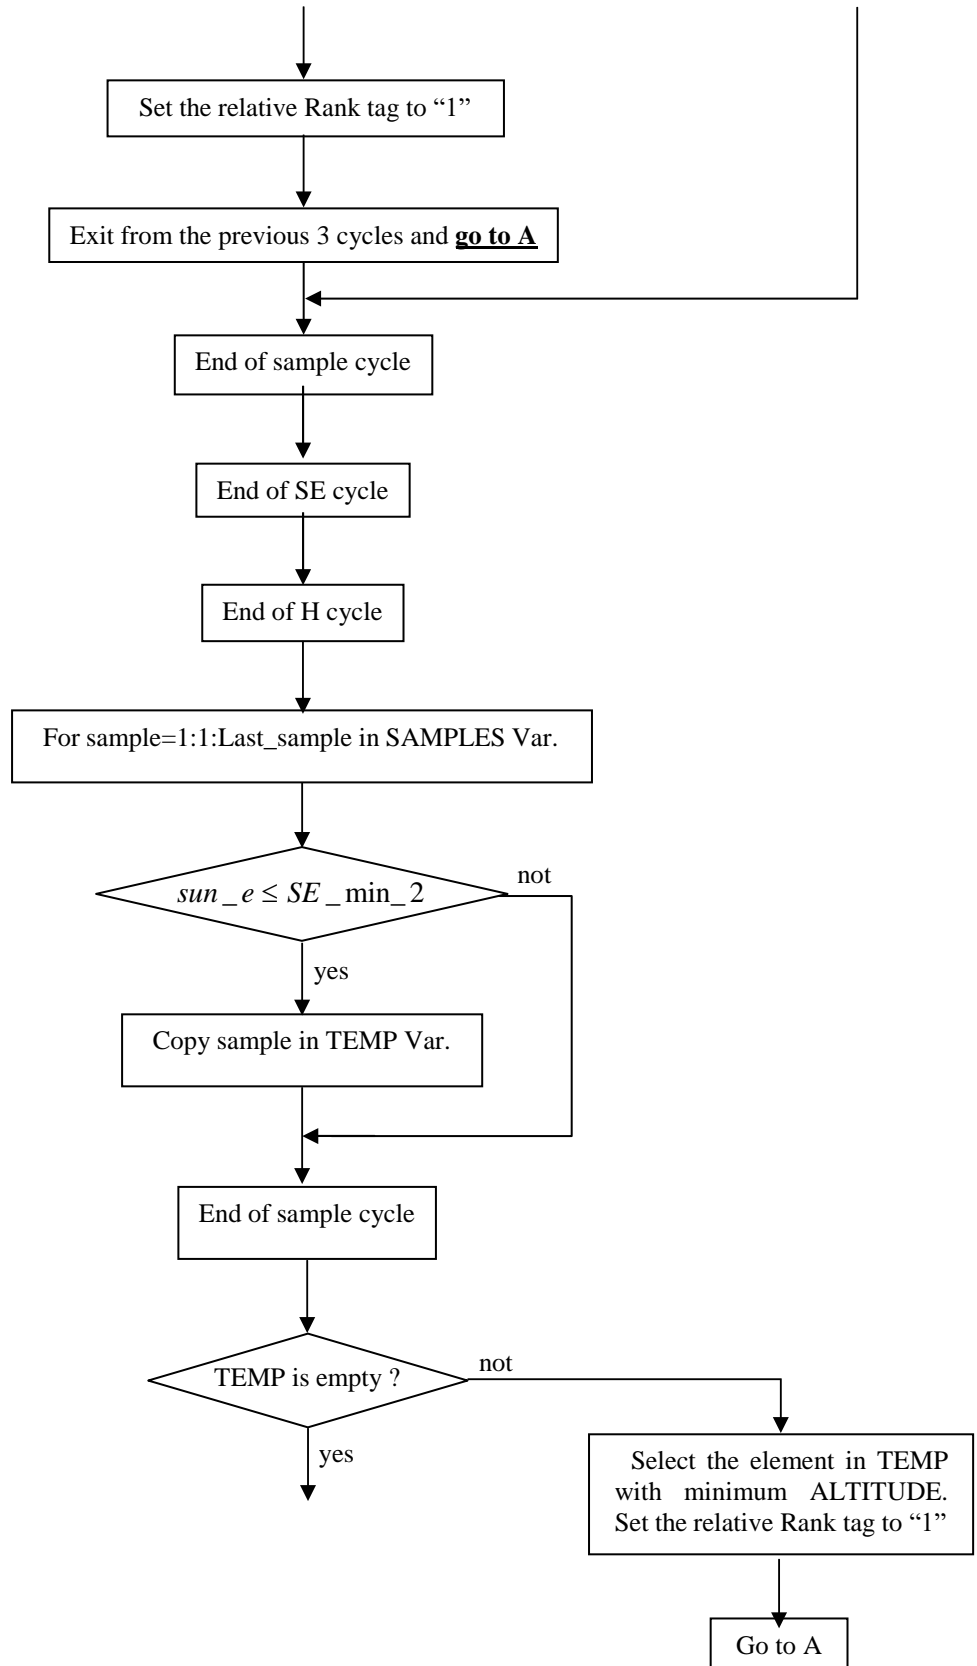 Set the relative Rank tag to “1”
Exit from the previous 3 cycles and go to A
End of sample cycle
End of SE cycle
End of H cycle
For sample=1:1:Last_sample in SAMPLES Var.
sun_e ≤ SE_min_2
not
yes
Copy sample in TEMP Var.
End of sample cycle
TEMP is empty ?
not
yes
Select the element in TEMP
with minimum ALTITUDE.
Set the relative Rank tag to “1”
Go to A